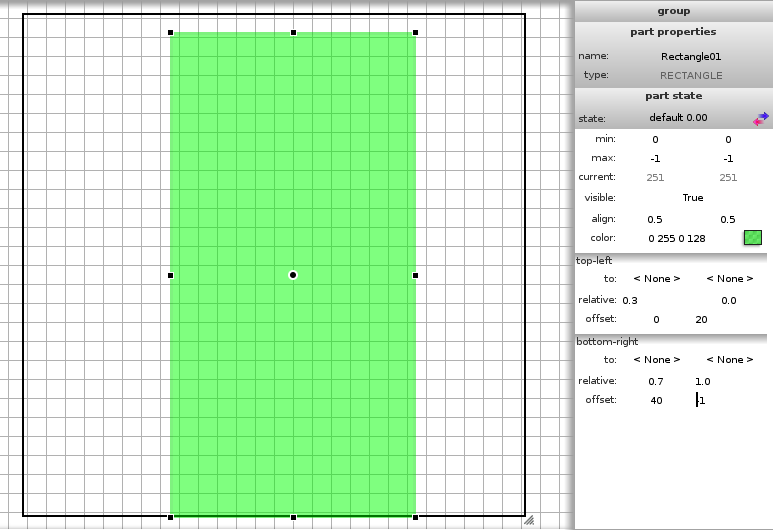 group
part properties
name: Rectangle01
type: RECTANGLE
part state
state: default 0.00
min: 0 0
max: -1 -1
current: 251 251
visible: True
align: 0.5 0.5
color: 0 255 0 128
top-left
to: < None > < None >
relative: 0.3 0.0
offset: 0 20
bottom-right
to: < None > < None >
relative: 0.7 1.0
offset: 40 -1